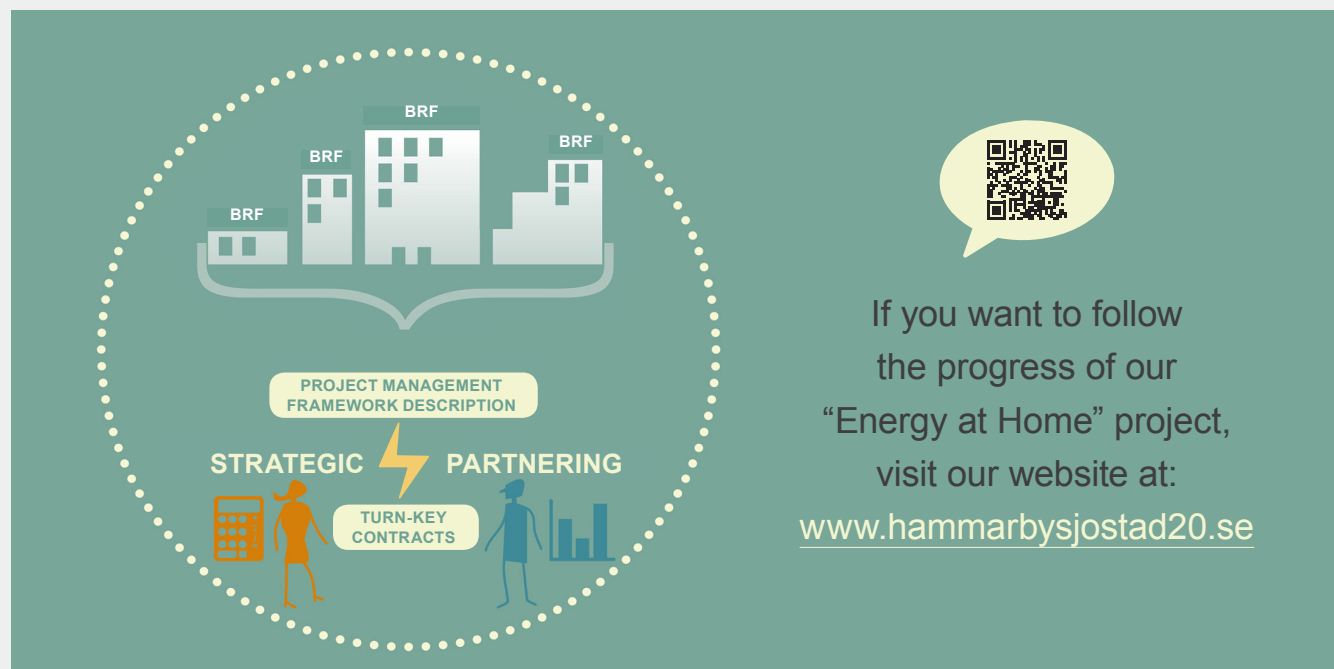 BRF
BRF
BRF
BRF
PROJECT MANAGEMENT
FRAMEWORK DESCRIPTION
STRATEGIC PARTNERING
TURN-KEY
CONTRACTS
If you want to follow
the progress of our
“Energy at Home” project,
visit our website at:
www.hammarbysjostad20.se